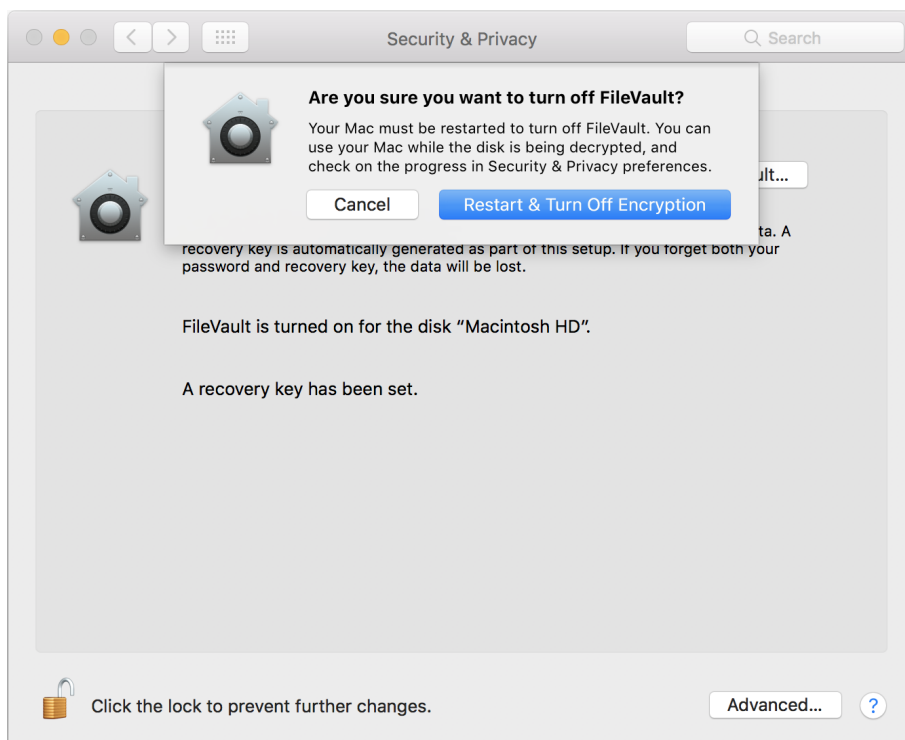 Security & Privacy
Search
Are you sure you want to turn off FileVault?
Your Mac must be restarted to turn off FileVault. You can
use your Mac while the disk is being decrypted, and
check on the progress in Security & Privacy preferences.
Cancel
Restart & Turn Off Encryption
ult...
ta. A
recovery key is automatically generated as part of this setup. If you forget both your
password and recovery key, the data will be lost.
FileVault is turned on for the disk “Macintosh HD”.
A recovery key has been set.
Click the lock to prevent further changes.
Advanced...
?